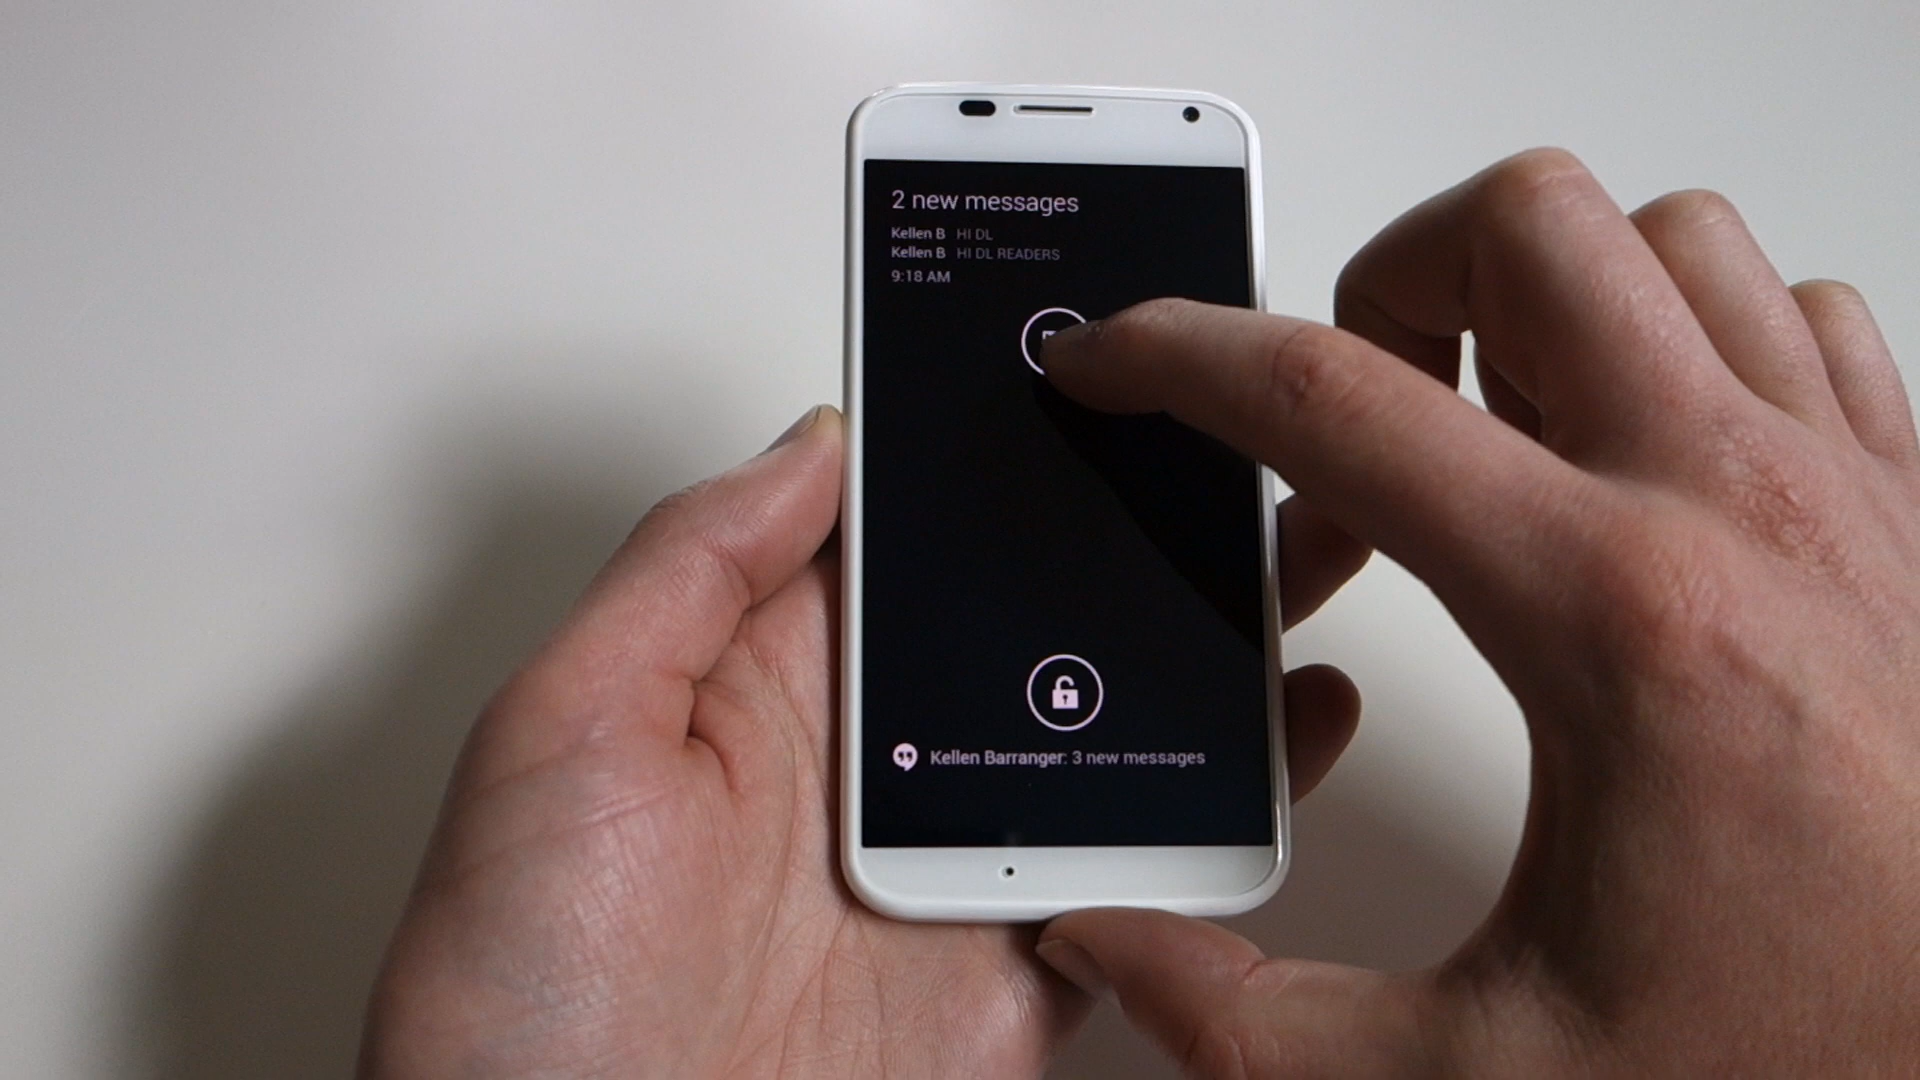 2 new messages
Kellen B HI DL
Kellen B HI DL READERS
9:18 AM
Kellen Barranger: 3 new messages